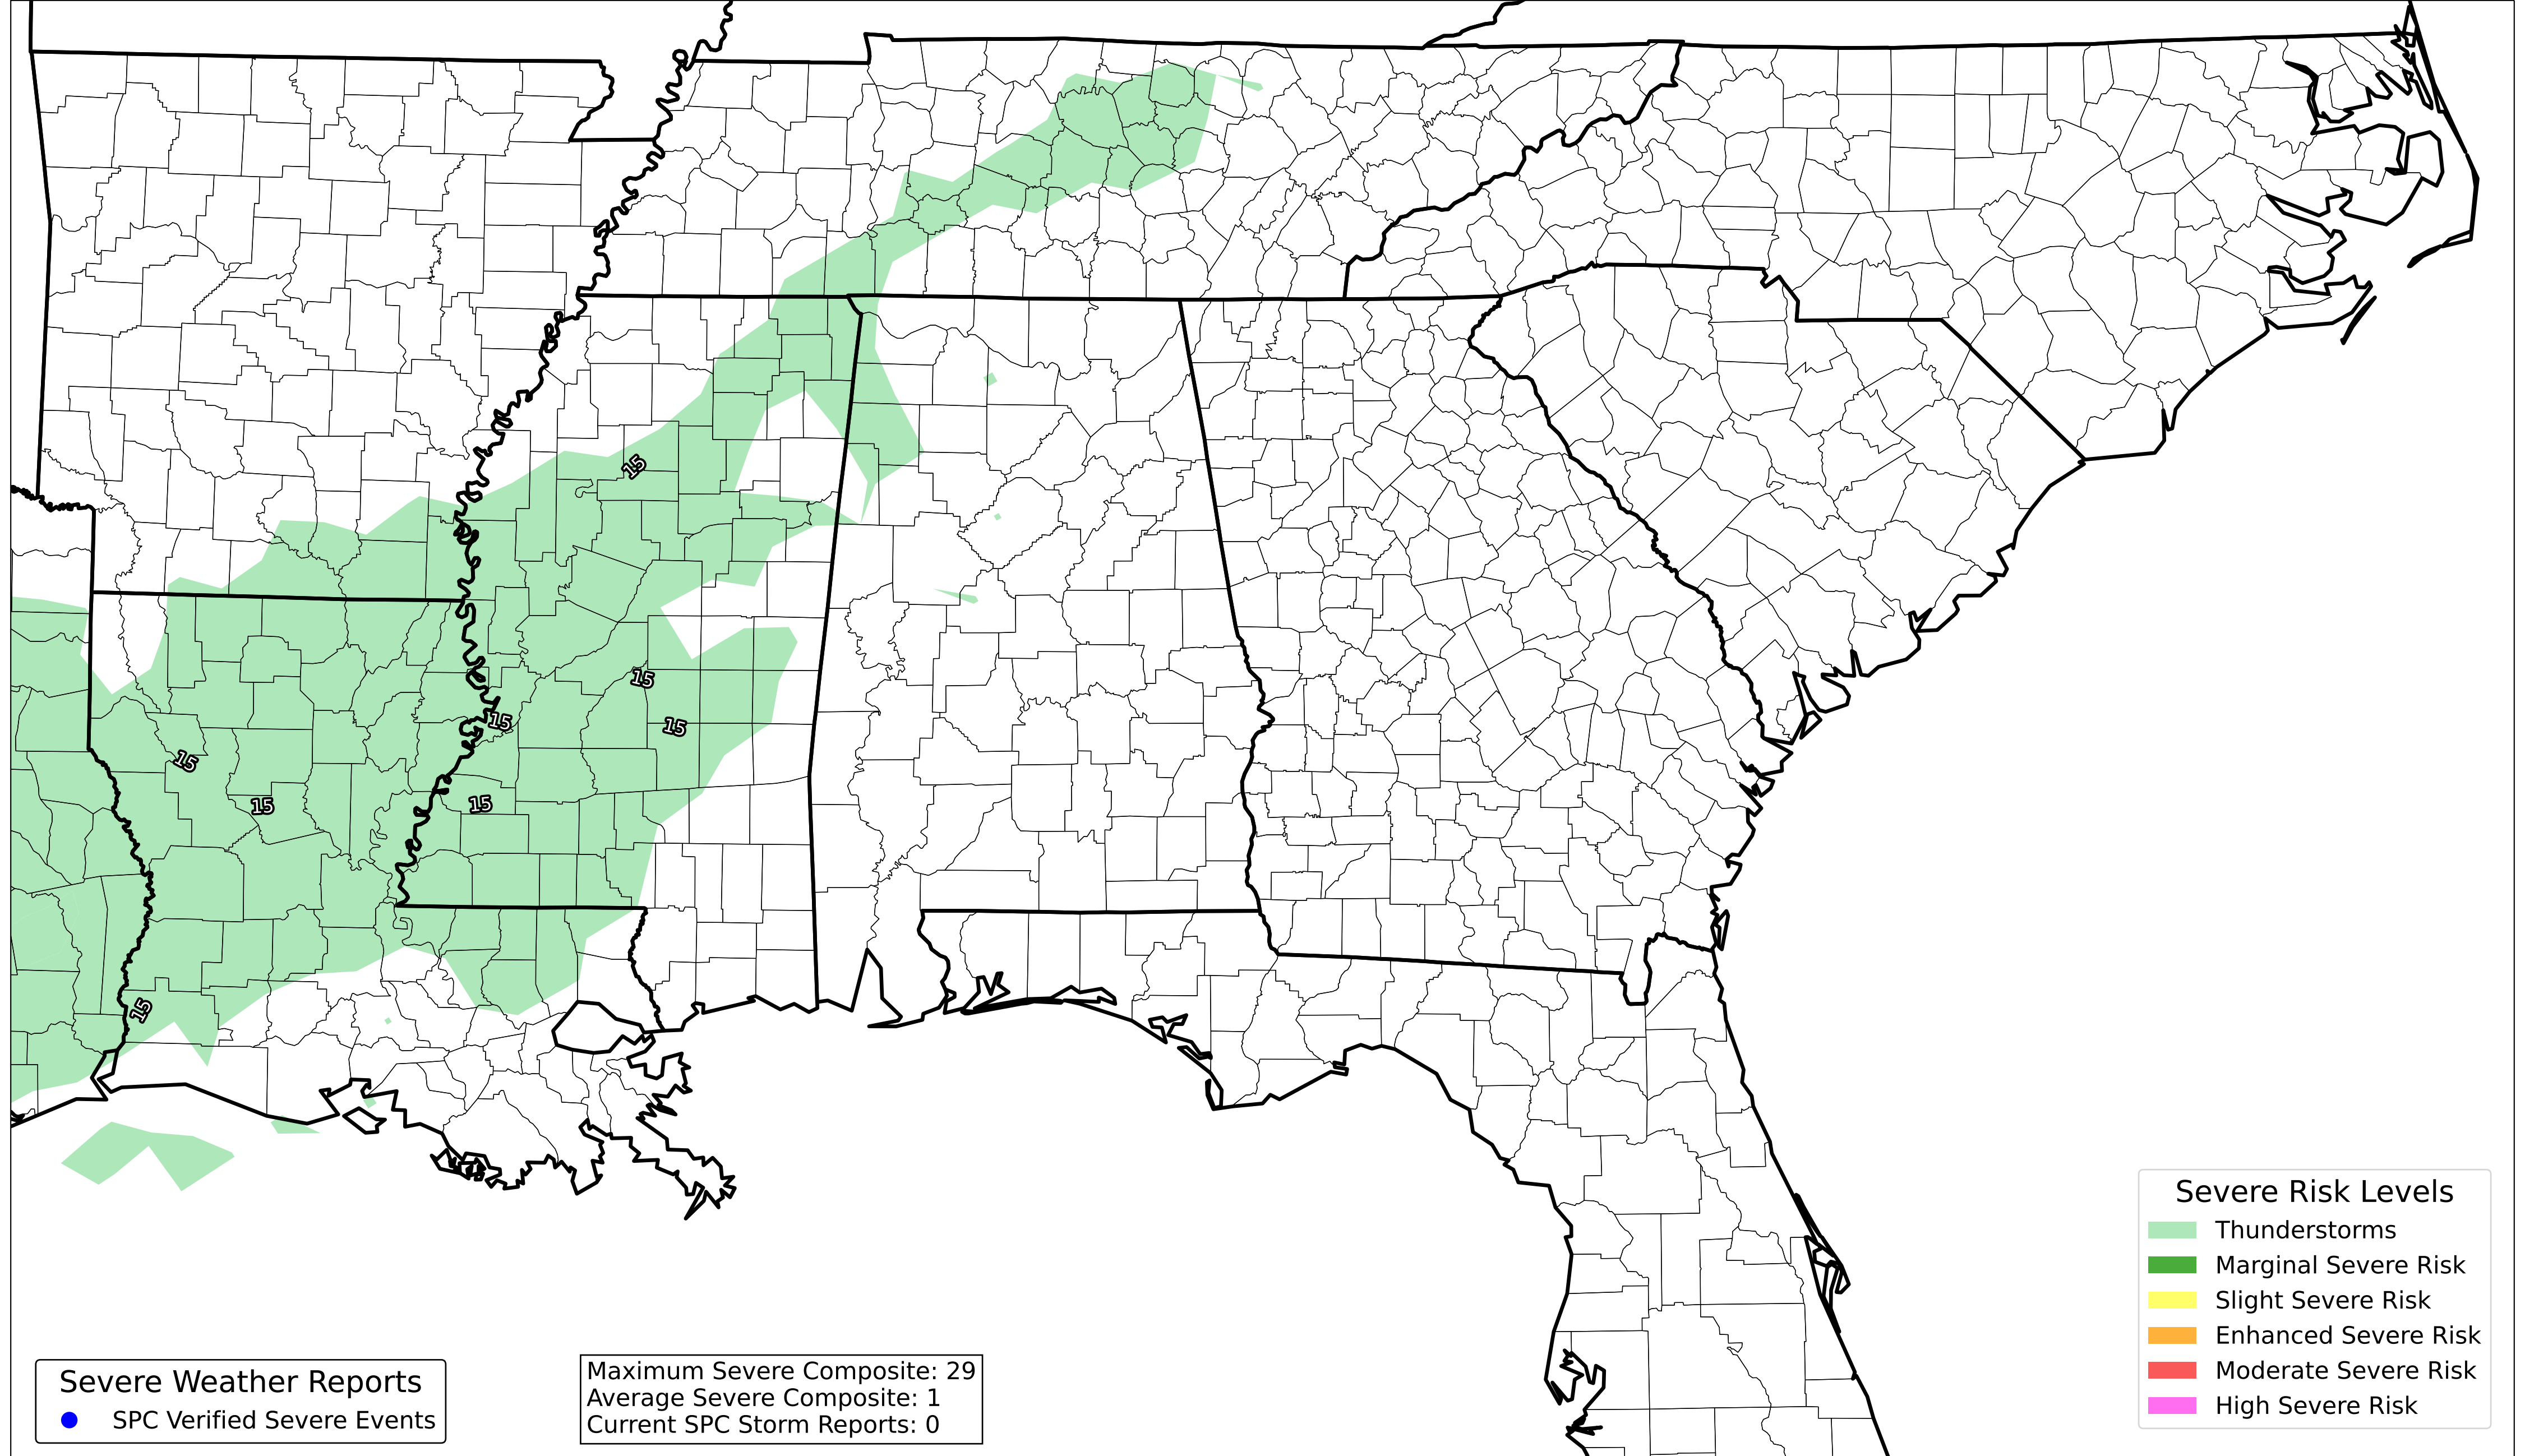 15
15
15
15
15
15
15
15
Severe Risk Levels
Thunderstorms
Marginal Severe Risk
Slight Severe Risk
Enhanced Severe Risk
Moderate Severe Risk
High Severe Risk
Severe Weather Reports
SPC Verified Severe Events
Maximum Severe Composite: 29
Average Severe Composite: 1
Current SPC Storm Reports: 0